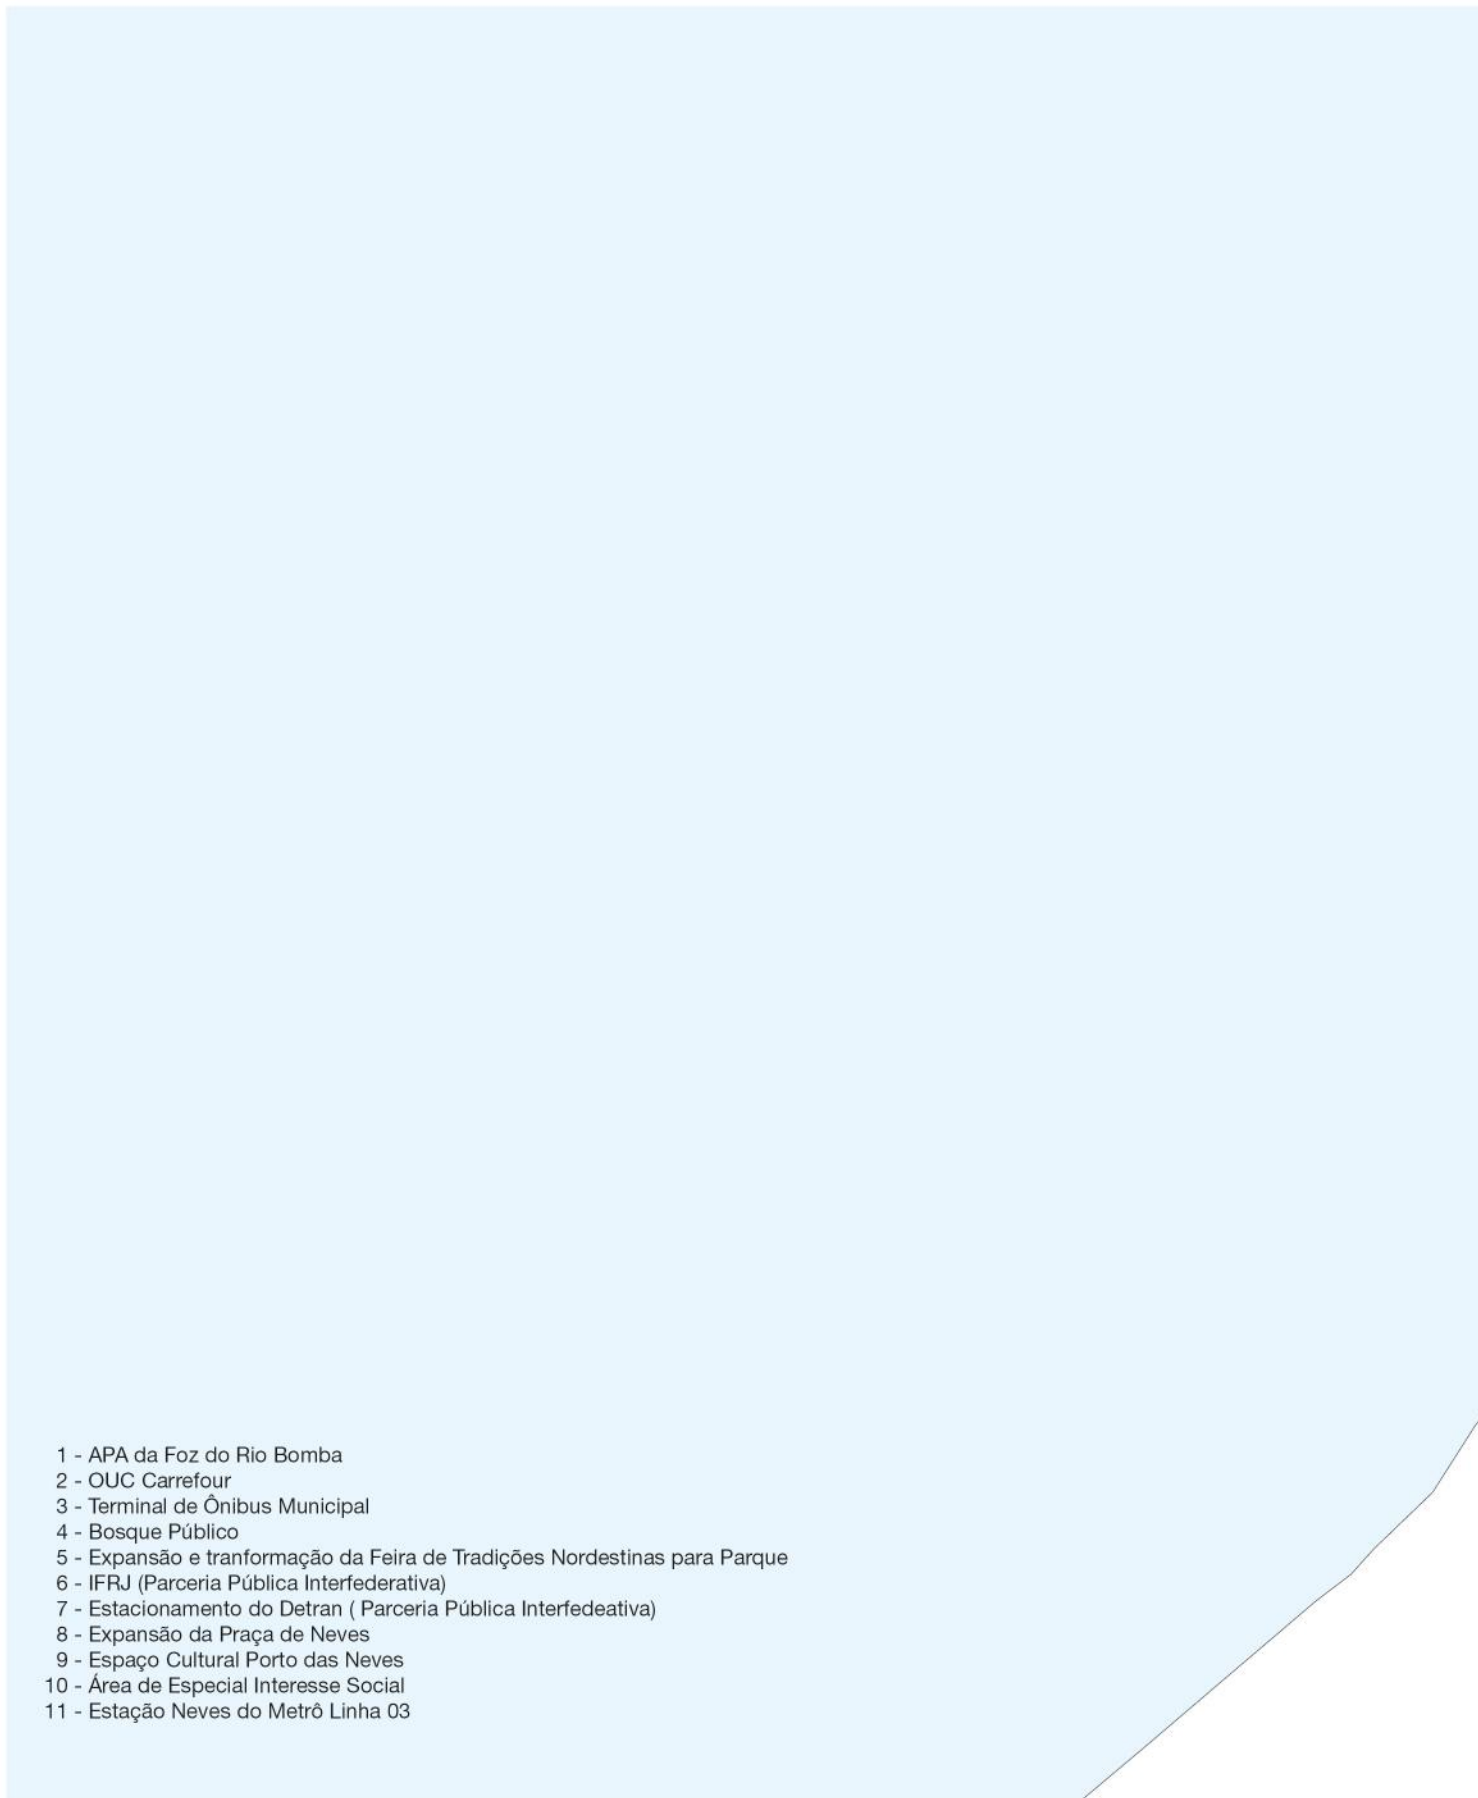 1 - APA da Foz do Rio Bomba
2 - OUC Carrefour
3 - Terminal de Ônibus Municipal
4 - Bosque Público
5 - Expansão e tranformação da Feira de Tradições Nordestinas para Parque
6 - IFRJ (Parceria Pública Interfederativa)
7 - Estacionamento do Detran ( Parceria Pública Interfedeativa)
8 - Expansão da Praça de Neves
9 - Espaço Cultural Porto das Neves
10 - Área de Especial Interesse Social
11 - Estação Neves do Metrô Linha 03